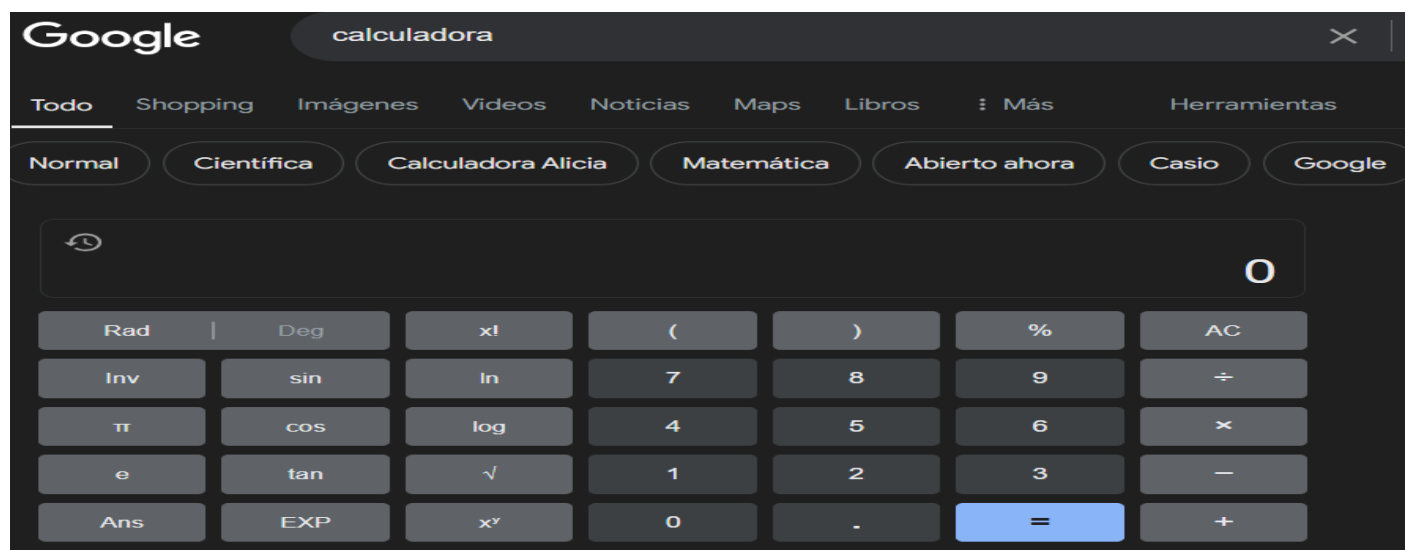 Google calculadora
Todo Shopping Imágenes Videos Noticias Maps Libros Más Herramientas
Normal Científica Calculadora Alicia Matemática Abierto ahora Casio Google
0
Rad | Deg x! ( ) % AC
Inv sin ln 7 8 9 ÷
π cos log 4 5 6 ×
e tan √ 1 2 3 −
Ans EXP xʸ 0 . = +